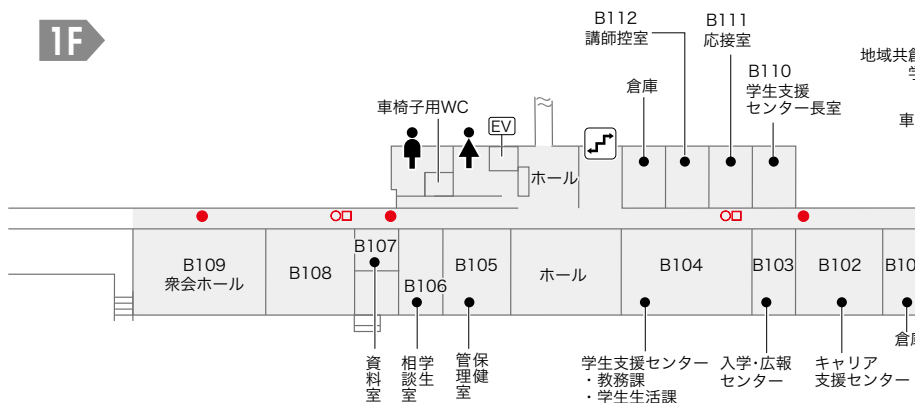 1F
B112
講師控室
B111
応接室
地域共創
学
倉庫
B110
学生支援
センター長室
車椅子用WC
EV
車
ホール
B109
衆会ホール
B108
B107
B106
B105
ホール
B104
B103
B102
B10
倉
資料室
学生
相談室
保健
管理室
学生支援センター
・教務課
・学生生活課
入学・広報
センター
キャリア
支援センター